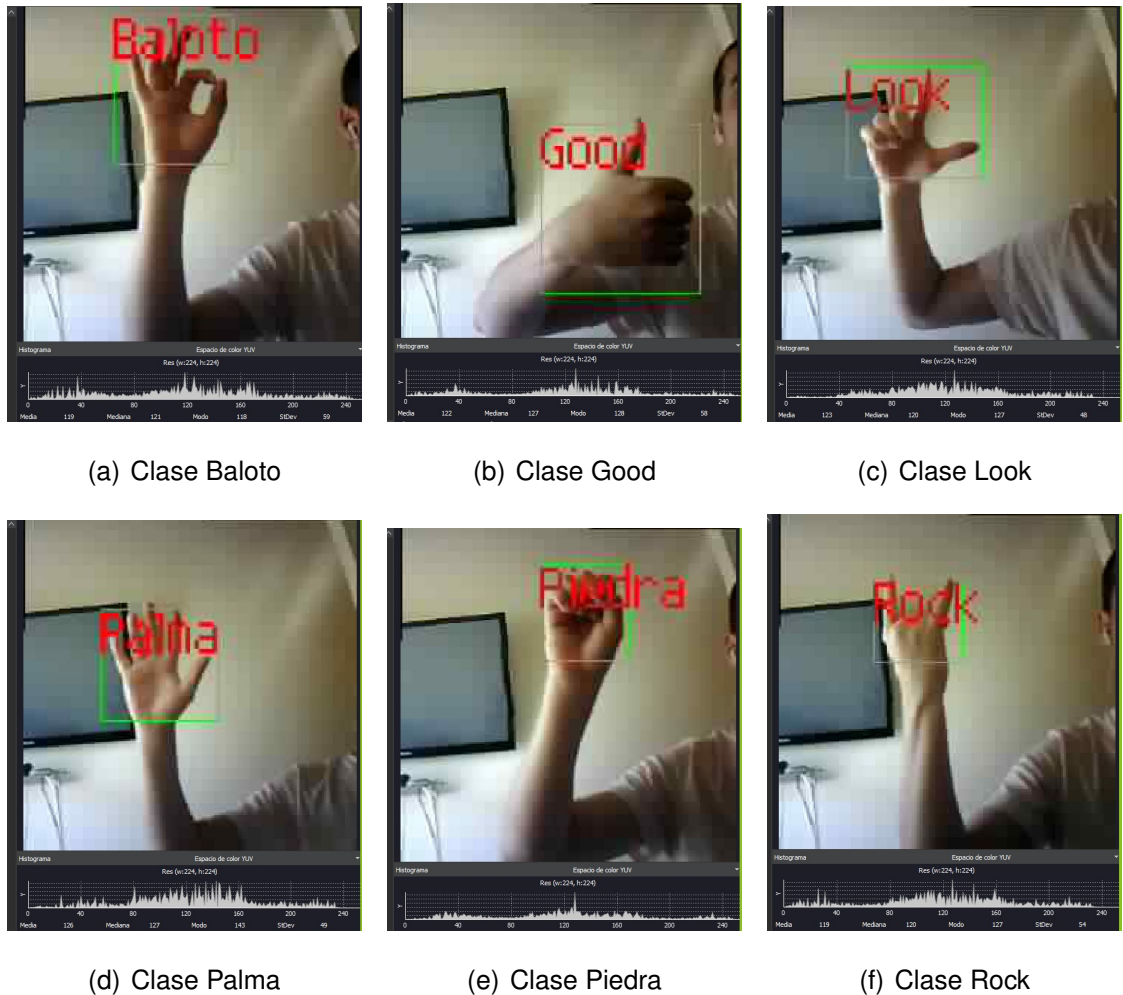 Baloto
Good
Look
Histograma Espacio de color YUV
Res (w:224, h:224)
Y
0 40 80 120 160 200 240
Media 119 Mediana 121 Modo 118 StDev 59
Histograma Espacio de color YUV
Res (w:224, h:224)
Y
0 40 80 120 160 200 240
Media 122 Mediana 127 Modo 128 StDev 58
Histograma Espacio de color YUV
Res (w:224, h:224)
Y
0 40 80 120 160 200 240
Media 123 Mediana 120 Modo 127 StDev 48
(a) Clase Baloto
(b) Clase Good
(c) Clase Look
Palma
Piedra
Rock
Histograma Espacio de color YUV
Res (w:224, h:224)
Y
0 40 80 120 160 200 240
Media 126 Mediana 127 Modo 143 StDev 49
Histograma Espacio de color YUV
Res (w:224, h:224)
Y
0 40 80 120 160 200 240
Histograma Espacio de color YUV
Res (w:224, h:224)
Y
0 40 80 120 160 200 240
Media 119 Mediana 127 Modo 127 StDev 54
(d) Clase Palma
(e) Clase Piedra
(f) Clase Rock